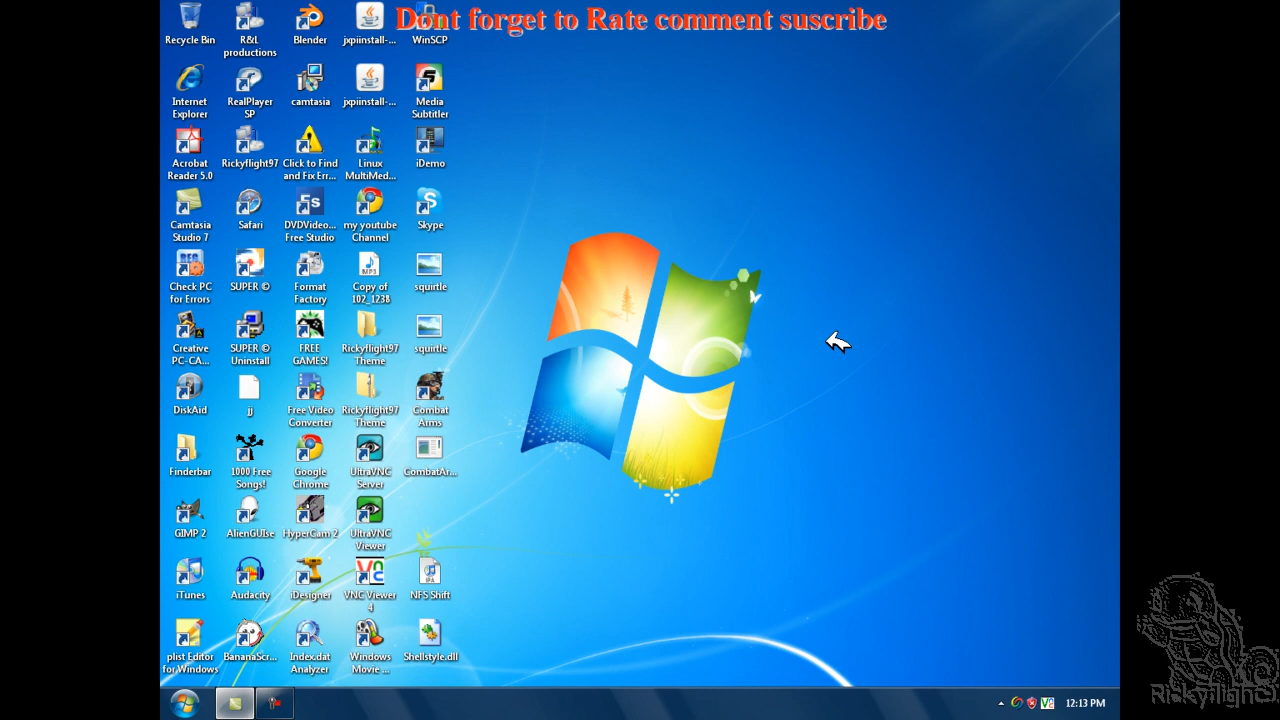 Dont forget to Rate comment suscribe
Recycle Bin
R&L productions
Blender
jxpiinstall-...
WinSCP
Internet Explorer
RealPlayer SP
camtasia
jxpiinstall-...
Media Subtitler
Acrobat Reader 5.0
Rickyflight97
Click to Find and Fix Err...
Linux MultiMed...
iDemo
Camtasia Studio 7
Safari
DVDVideo... Free Studio
my youtube Channel
Skype
Check PC for Errors
SUPER ©
Format Factory
Copy of 102_1238
squirtle
Creative PC-CA...
SUPER © Uninstall
FREE GAMES!
Rickyflight97 Theme
squirtle
DiskAid
jj
Free Video Converter
Rickyflight97 Theme
Combat Arms
Finderbar
1000 Free Songs!
Google Chrome
UltraVNC Server
CombatAr...
GIMP 2
AlienGUIse
HyperCam 2
UltraVNC Viewer
iTunes
Audacity
iDesigner
VNC Viewer 4
NFS Shift
plist Editor for Windows
BananaScr...
Index.dat Analyzer
Windows Movie ...
Shellstyle.dll
12:13 PM